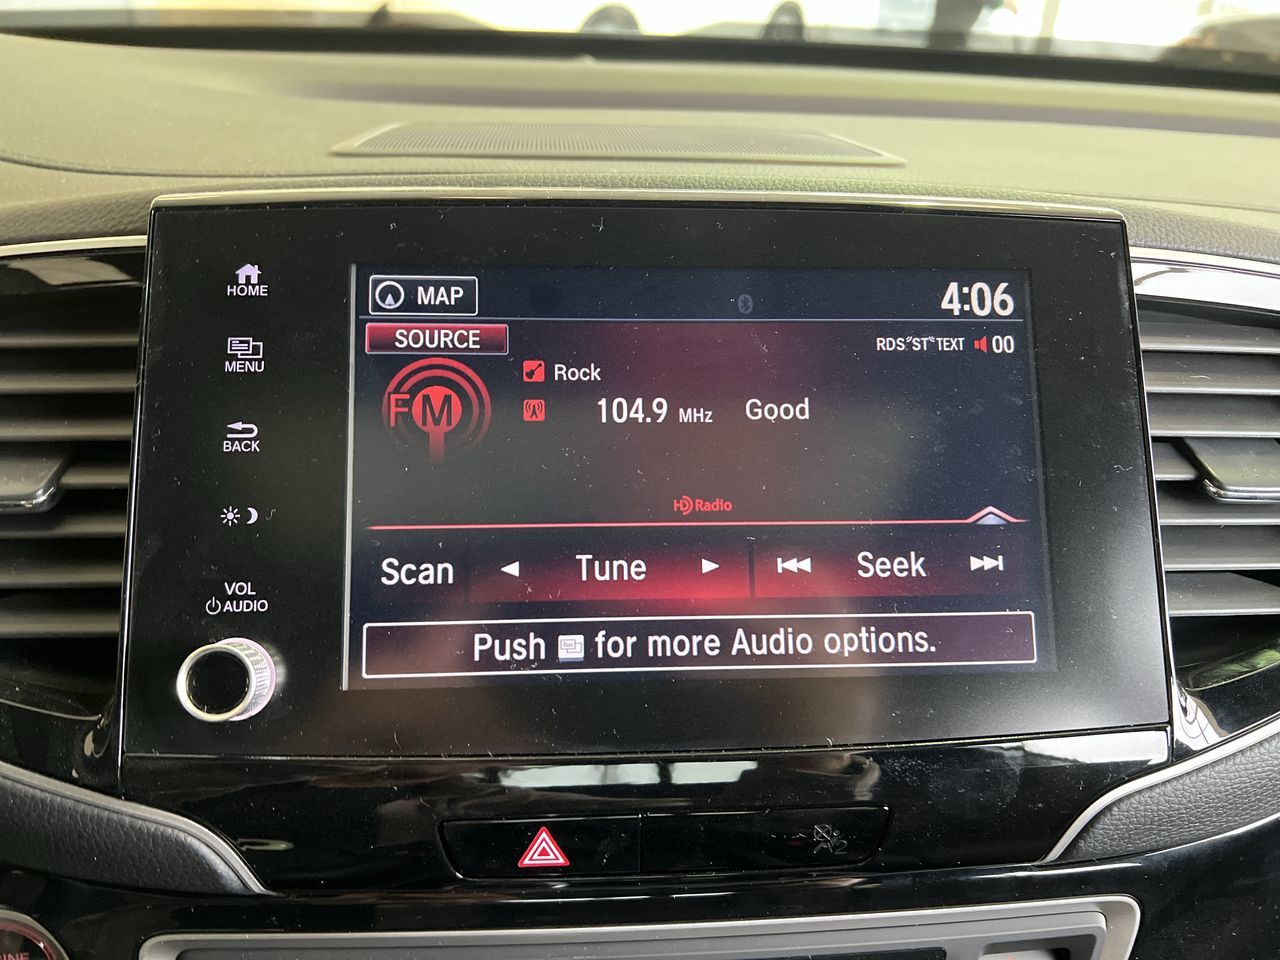 HOME
MENU
BACK
VOL
AUDIO
MAP
4:06
SOURCE
RDS "ST" TEXT 00
FM
Rock
104.9 MHz Good
HD Radio
Scan Tune Seek
Push for more Audio options.